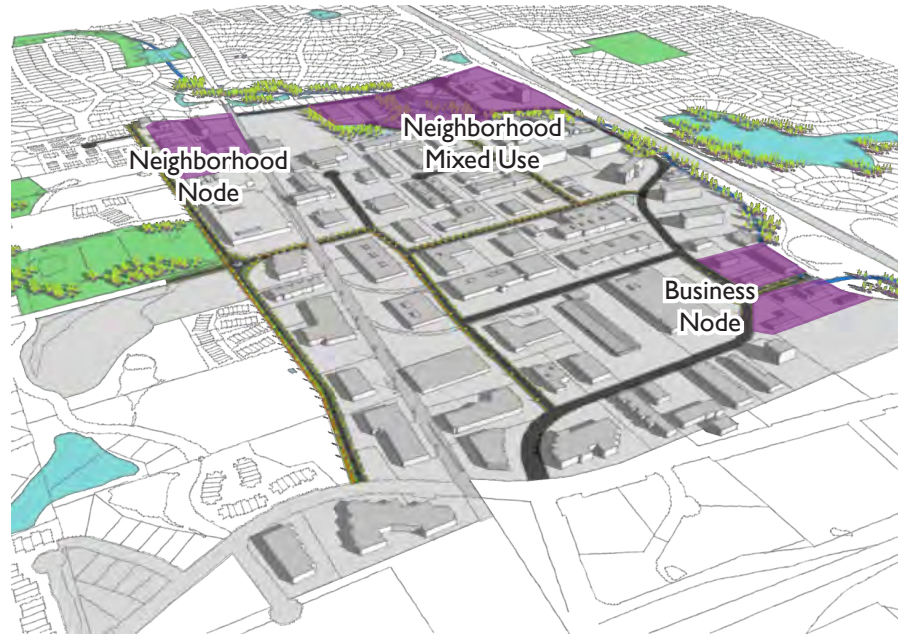 Neighborhood
Node
Neighborhood
Mixed Use
Business
Node